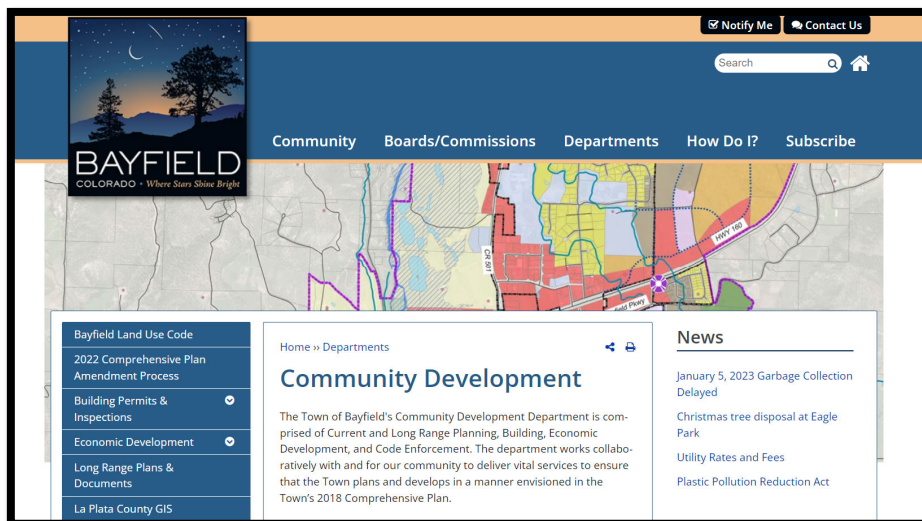 Notify Me
Contact Us
Search
Community
Boards/Commissions
Departments
How Do I?
Subscribe
BAYFIELD
COLORADO - Where Stars Shine Bright
CR 501
HWY 160
field Pkwy
Bayfield Land Use Code
2022 Comprehensive Plan
Amendment Process
Building Permits &
Inspections
Economic Development
Long Range Plans &
Documents
La Plata County GIS
Home ›› Departments
Community Development
The Town of Bayfield's Community Development Department is com-
prised of Current and Long Range Planning, Building, Economic
Development, and Code Enforcement. The department works collabo-
ratively with and for our community to deliver vital services to ensure
that the Town plans and develops in a manner envisioned in the
Town’s 2018 Comprehensive Plan.
News
January 5, 2023 Garbage Collection
Delayed
Christmas tree disposal at Eagle
Park
Utility Rates and Fees
Plastic Pollution Reduction Act